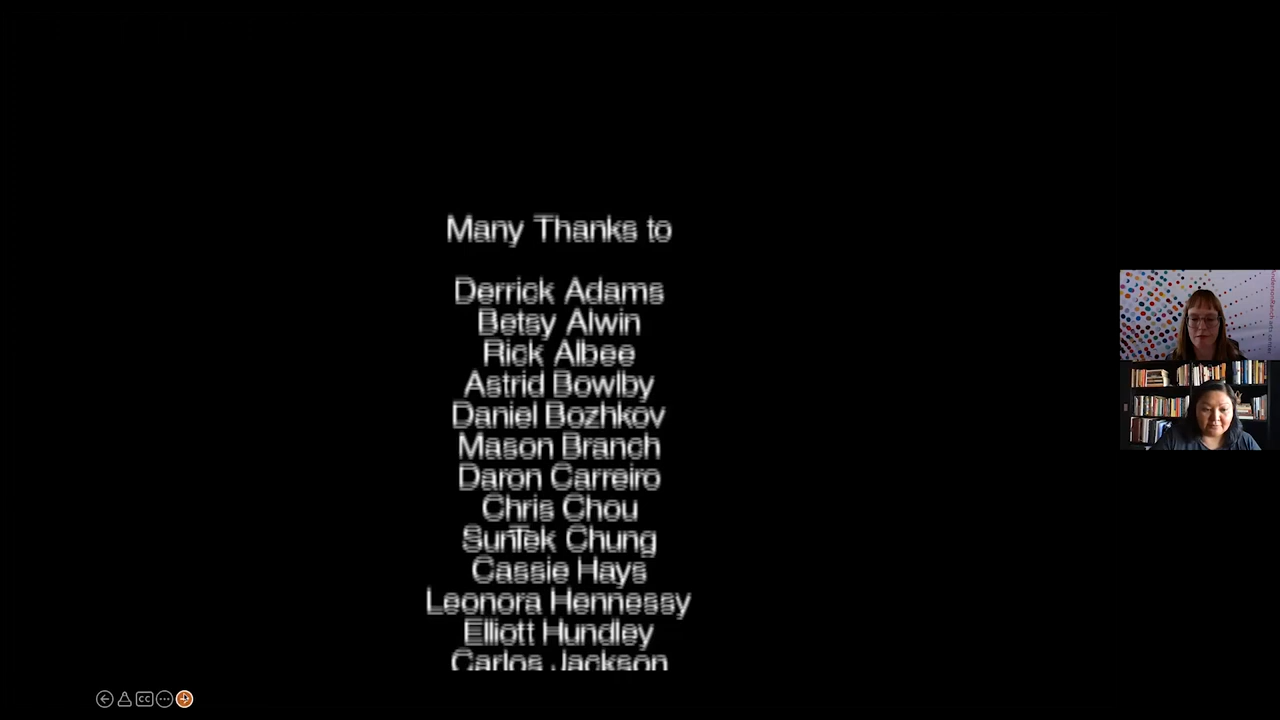 Many Thanks to
Derrick Adams
Betsy Alwin
Rick Albee
Astrid Bowlby
Daniel Bozhkov
Mason Branch
Daron Carreiro
Chris Chou
SunTek Chung
Cassie Hays
Leonora Hennessy
Elliott Hundley
Carlos Jackson
CC